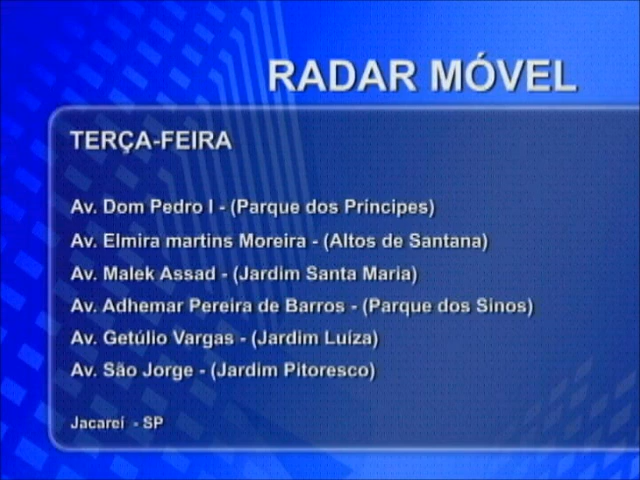 RADAR MÓVEL
TERÇA-FEIRA
Av. Dom Pedro I - (Parque dos Príncipes)
Av. Elmira martins Moreira - (Altos de Santana)
Av. Malek Assad - (Jardim Santa Maria)
Av. Adhemar Pereira de Barros - (Parque dos Sinos)
Av. Getúlio Vargas - (Jardim Luíza)
Av. São Jorge - (Jardim Pitoresco)
Jacareí - SP